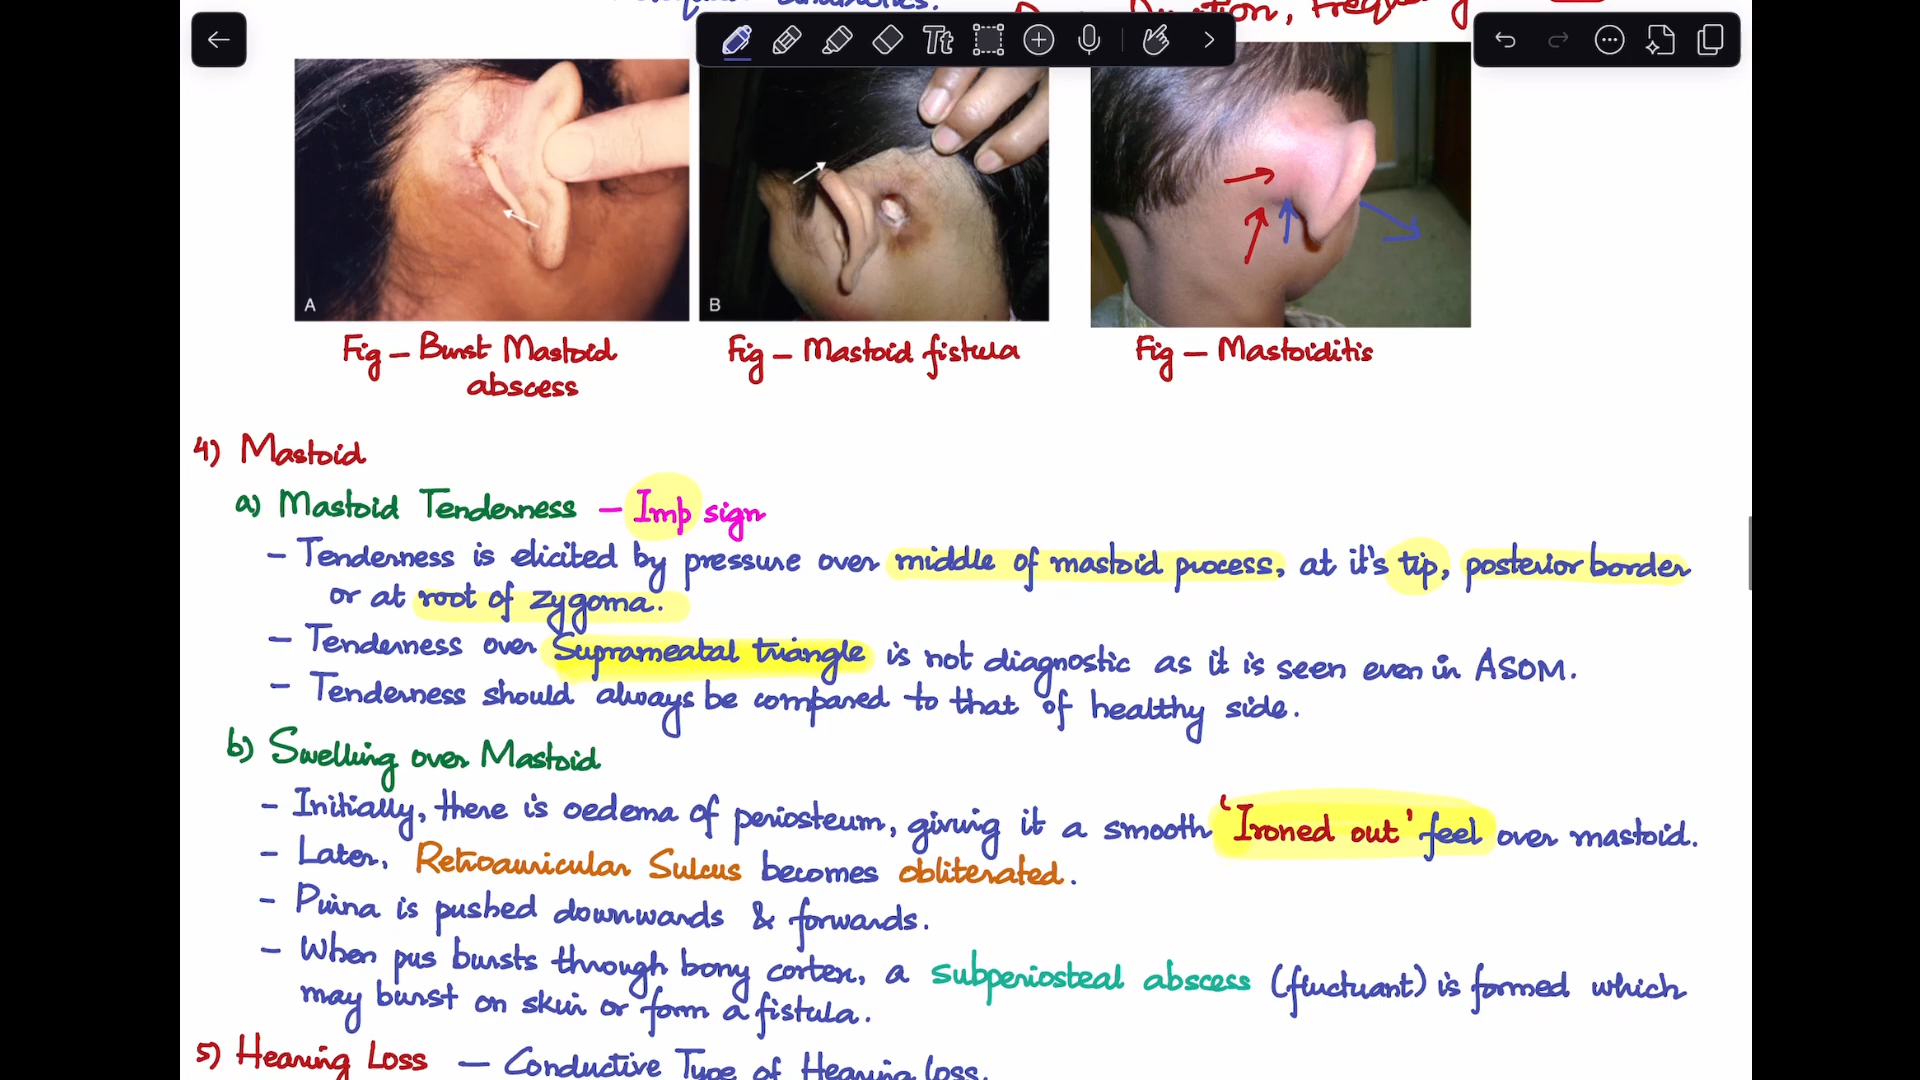 Duration, Frequency
Tt
A
B
Fig – Burst Mastoid
abscess
Fig – Mastoid fistula
Fig – Mastoiditis
4) Mastoid
a) Mastoid Tenderness – Imp sign
– Tenderness is elicited by pressure over middle of mastoid process, at it's tip, posterior border
or at root of zygoma.
– Tenderness over Suprameatal triangle is not diagnostic as it is seen even in ASOM.
– Tenderness should always be compared to that of healthy side.
b) Swelling over Mastoid
– Initially, there is oedema of periosteum, giving it a smooth 'Ironed out' feel over mastoid.
– Later, Retroauricular Sulcus becomes obliterated.
– Pinna is pushed downwards & forwards.
– When pus bursts through bony cortex, a subperiosteal abscess (fluctuant) is formed which
may burst on skin or form a fistula.
5) Hearing Loss – Conductive Type of Hearing loss.